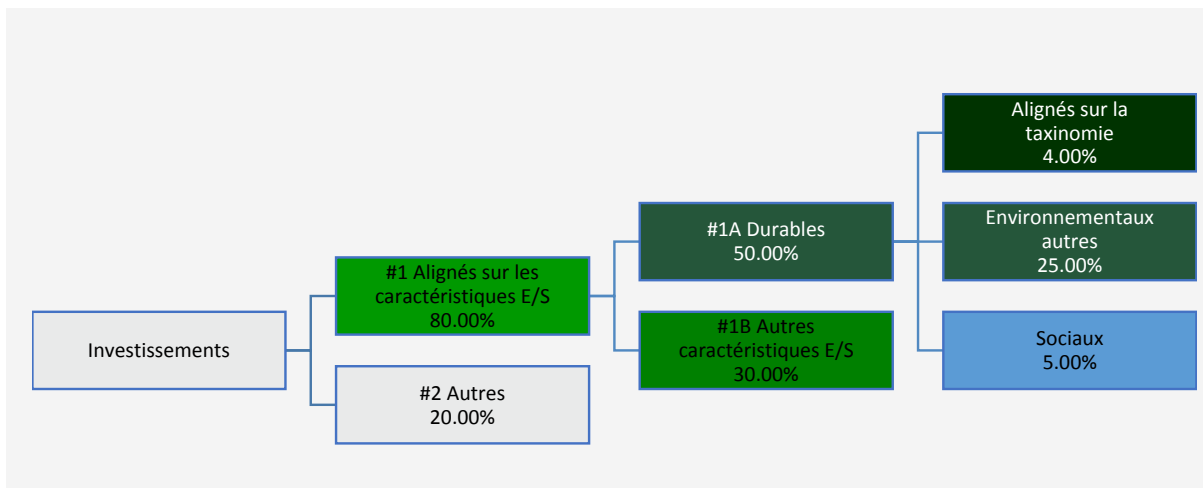 Investissements
#1 Alignés sur les
caractéristiques E/S
80.00%
#2 Autres
20.00%
#1A Durables
50.00%
#1B Autres
caractéristiques E/S
30.00%
Alignés sur la
taxinomie
4.00%
Environnementaux
autres
25.00%
Sociaux
5.00%